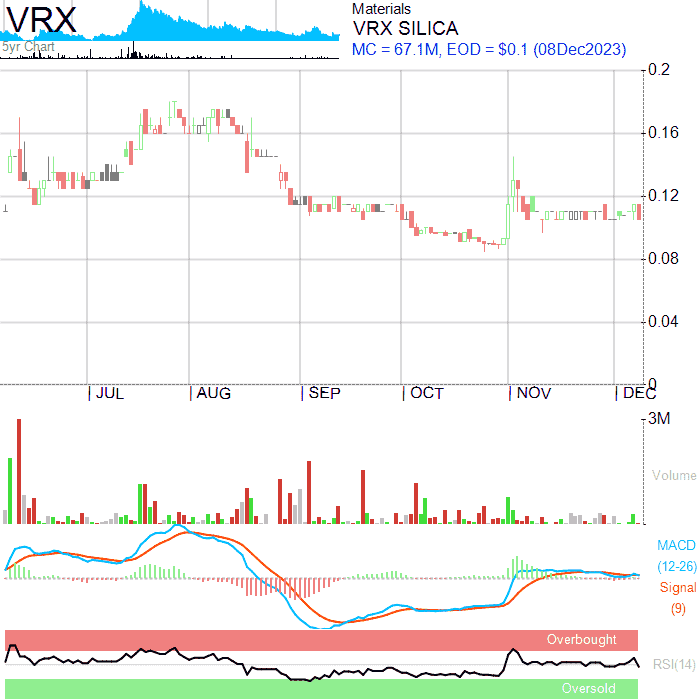 VRX
5yr Chart
Materials
VRX SILICA
MC = 67.1M, EOD = $0.1 (08Dec2023)
0.2
0.16
0.12
0.08
0.04
0
JUL AUG SEP OCT NOV DEC
3M
Volume
MACD
(12-26)
Signal
(9)
Overbought
RSI(14)
Oversold